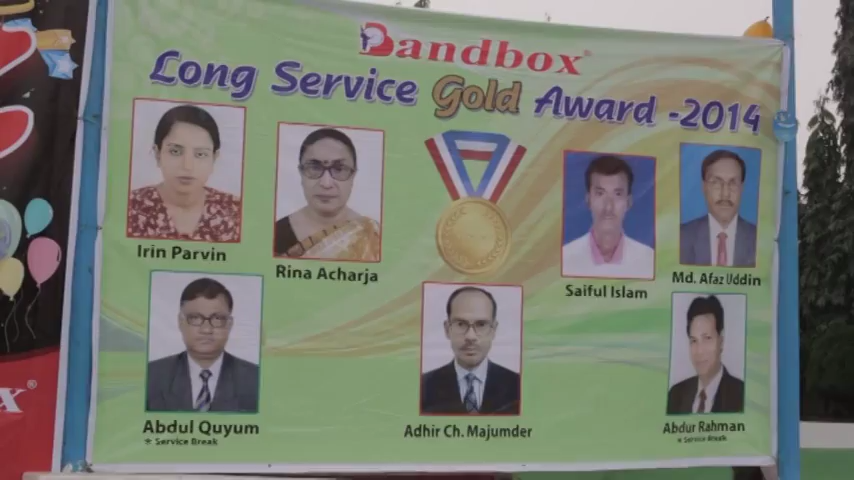 Bandbox®
Long Service Gold Award -2014
Irin Parvin
Rina Acharja
Saiful Islam
Md. Afaz Uddin
Abdul Quyum
* Service Break
Adhir Ch. Majumder
Abdur Rahman
* Service Break
x®